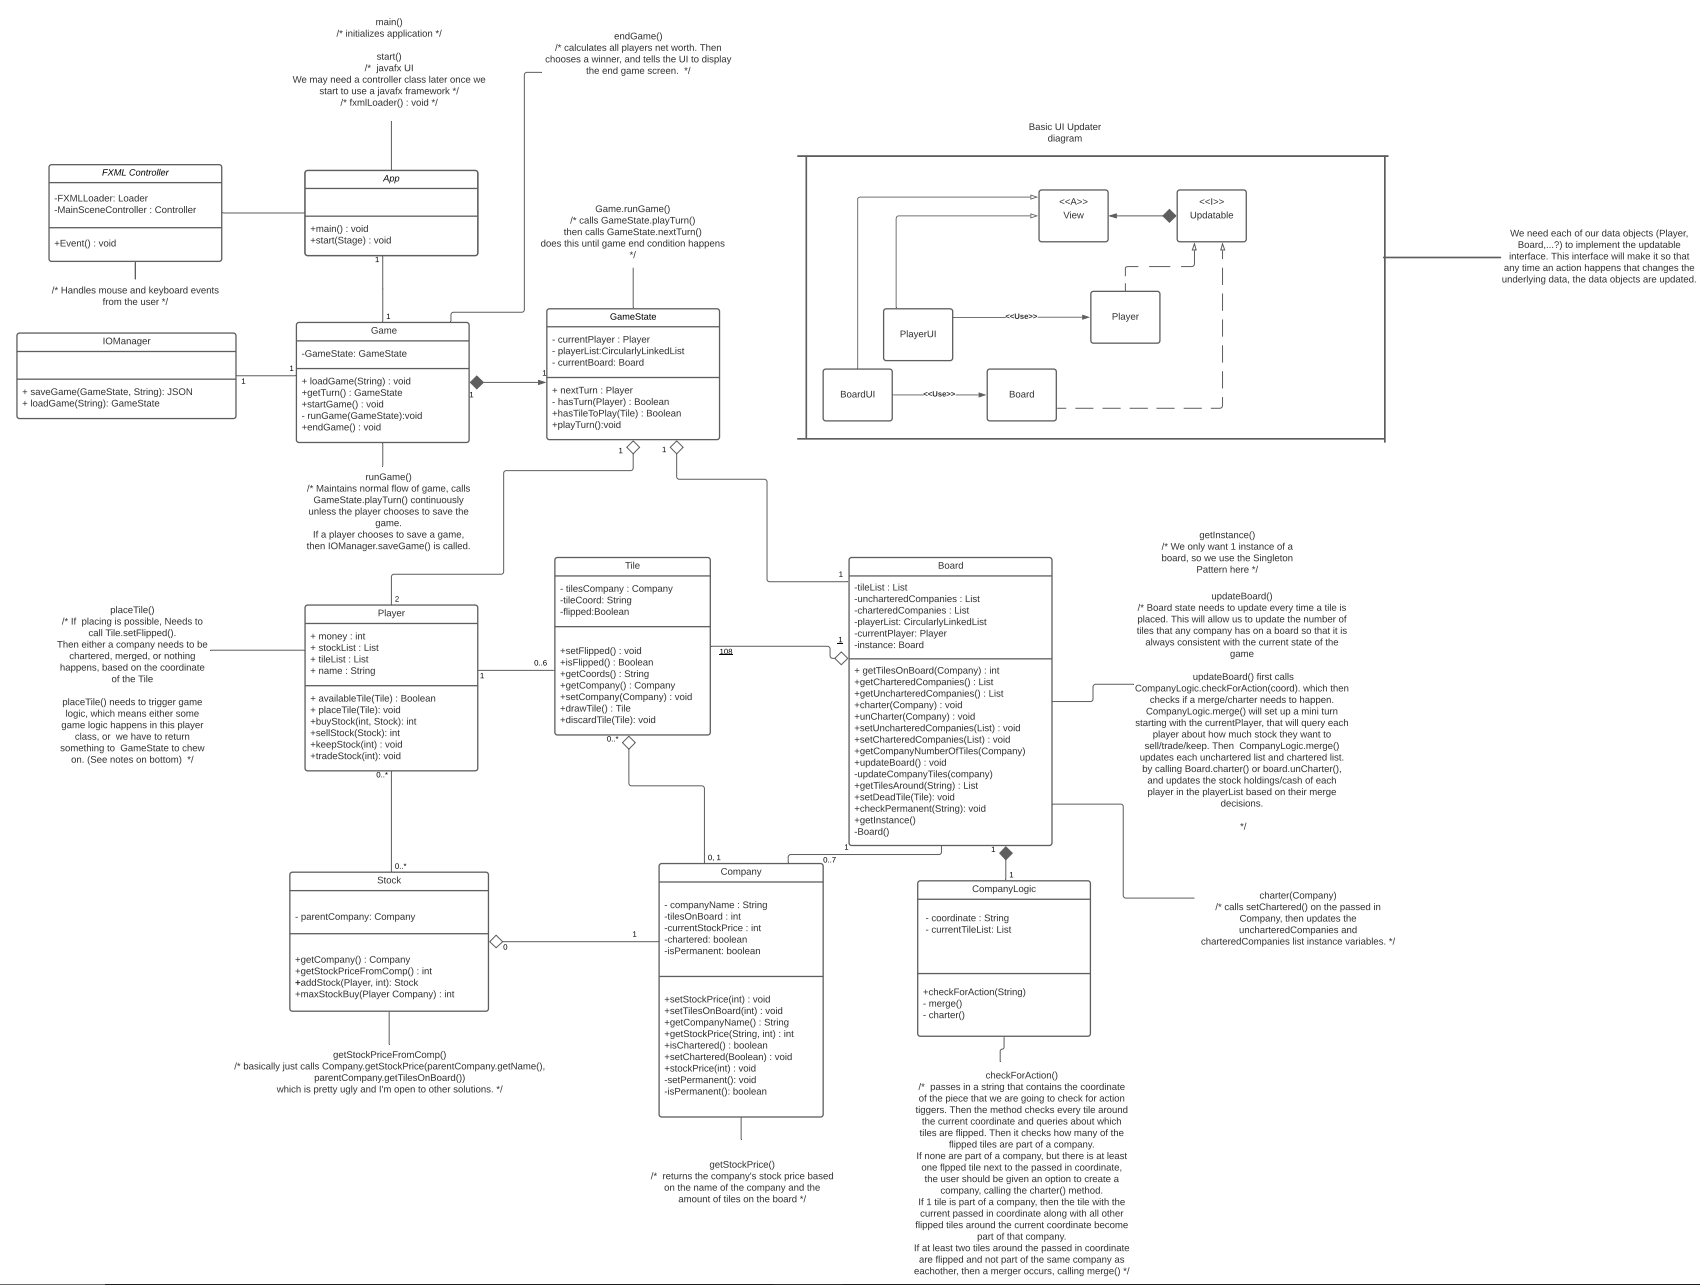 main()
/* initializes application */
start()
/*  javafx UI
We may need a controller class later once we
start to use a javafx framework */
/* fxmlLoader() : void */
endGame()
/* calculates all players net worth. Then
chooses a winner, and tells the UI to display
the end game screen.  */
FXML Controller
-FXMLLoader: Loader
-MainSceneController : Controller
+Event() : void
/* Handles mouse and keyboard events
from the user */
App
+main() : void
+start(Stage) : void
1
1
Game.runGame()
/* calls GameState.playTurn()
then calls GameState.nextTurn()
does this until game end condition happens
*/
Basic UI Updater
diagram
<<A>>
View
<<I>>
Updatable
PlayerUI
<<Use>>
Player
BoardUI
<<Use>>
Board
We need each of our data objects (Player,
Board,...?) to implement the updatable
interface. This interface will make it so that
any time an action happens that changes the
underlying data, the data objects are updated.
IOManager
+ saveGame(GameState, String): JSON
+ loadGame(String): GameState
1
1
Game
-GameState: GameState
+ loadGame(String) : void
+getTurn() : GameState
+startGame() : void
- runGame(GameState):void
+endGame() : void
1
1
GameState
- currentPlayer : Player
- playerList:CircularlyLinkedList
- currentBoard: Board
+ nextTurn : Player
- hasTurn(Player) : Boolean
+hasTileToPlay(Tile) : Boolean
+playTurn():void
1
1
runGame()
/* Maintains normal flow of game, calls
GameState.playTurn() continuously
unless the player chooses to save the
game.
If a player chooses to save a game,
then IOManager.saveGame() is called.
placeTile()
/* If  placing is possible, Needs to
call Tile.setFlipped().
Then either a company needs to be
chartered, merged, or nothing
happens, based on the coordinate
of the Tile
placeTile() needs to trigger game
logic, which means either some
game logic happens in this player
class, or  we have to return
something to  GameState to chew
on. (See notes on bottom)  */
2
Player
+ money : int
+ stockList : List
+ tileList : List
+ name : String
+ availableTile(Tile) : Boolean
+ placeTile(Tile): void
+buyStock(int, Stock): int
+sellStock(Stock): int
+keepStock(int) : void
+tradeStock(int): void
0..*
1
0..6
Tile
- tilesCompany : Company
-tileCoord: String
-flipped:Boolean
+setFlipped() : void
+isFlipped() : Boolean
+getCoords() : String
+getCompany() : Company
+setCompany(Company) : void
+drawTile() : Tile
+discardTile(Tile): void
0..*
108
1
1
Board
-tileList : List
-uncharteredCompanies : List
-charteredCompanies : List
-playerList: CircularlyLinkedList
-currentPlayer: Player
-instance: Board
+ getTilesOnBoard(Company) : int
+getCharteredCompanies() : List
+getUncharteredCompanies() : List
+charter(Company) : void
+unCharter(Company) : void
+setUncharteredCompanies(List) : void
+setCharteredCompanies(List) : void
+getCompanyNumberOfTiles(Company)
+updateBoard() : void
-updateCompanyTiles(company)
+getTilesAround(String) : List
+setDeadTile(Tile): void
+checkPermanent(String): void
+getInstance()
-Board()
1
0..7
1
1
getInstance()
/* We only want 1 instance of a
board, so we use the Singleton
Pattern here */
updateBoard()
/* Board state needs to update every time a tile is
placed. This will allow us to update the number of
tiles that any company has on a board so that it is
always consistent with the current state of the
game
updateBoard() first calls
CompanyLogic.checkForAction(coord). which then
checks if a merge/charter needs to happen.
CompanyLogic.merge() will set up a mini turn
starting with the currentPlayer, that will query each
player about how much stock they want to
sell/trade/keep. Then  CompanyLogic.merge()
updates each unchartered list and chartered list.
by calling Board.charter() or board.unCharter(),
and updates the stock holdings/cash of each
player in the playerList based on their merge
decisions.
*/
charter(Company)
/* calls setChartered() on the passed in
Company, then updates the
unchareredCompanies and
charteredCompanies list instance variables. */
0..*
Stock
- parentCompany: Company
+getCompany() : Company
+getStockPriceFromComp() : int
+addStock(Player, int): Stock
+maxStockBuy(Player Company) : int
0
1
getStockPriceFromComp()
/* basically just calls Company.getStockPrice(parentCompany.getName(),
parentCompany.getTilesOnBoard())
which is pretty ugly and I'm open to other solutions. */
0, 1
Company
- companyName : String
-tilesOnBoard : int
-currentStockPrice : int
-chartered: boolean
-isPermanent: boolean
+setStockPrice(int) : void
+setTilesOnBoard(int) : void
+getCompanyName() : String
+getStockPrice(String, int) : int
+isChartered() : boolean
+setChartered(Boolean) : void
+stockPrice(int) : void
-setPermanent(): void
-isPermanent(): boolean
getStockPrice()
/*  returns the company's stock price based
on the name of the company and the
amount of tiles on the board */
CompanyLogic
- coordinate : String
- currentTileList: List
+checkForAction(String)
- merge()
- charter()
checkForAction()
/*  passes in a string that contains the coordinate
of the piece that we are going to check for action
tiggers. Then the method checks every tile around
the current coordinate and queries about which
tiles are flipped. Then it checks how many of the
flipped tiles are part of a company.
If none are part of a company, but there is at least
one flpped tile next to the passed in coordinate,
the user should be given an option to create a
company, calling the charter() method.
If 1 tile is part of a company, then the tile with the
current passed in coordinate along with all other
flipped tiles around the current coordinate become
part of that company.
If at least two tiles around the passed in coordinate
are flipped and not part of the same company as
eachother, then a merger occurs, calling merge() */